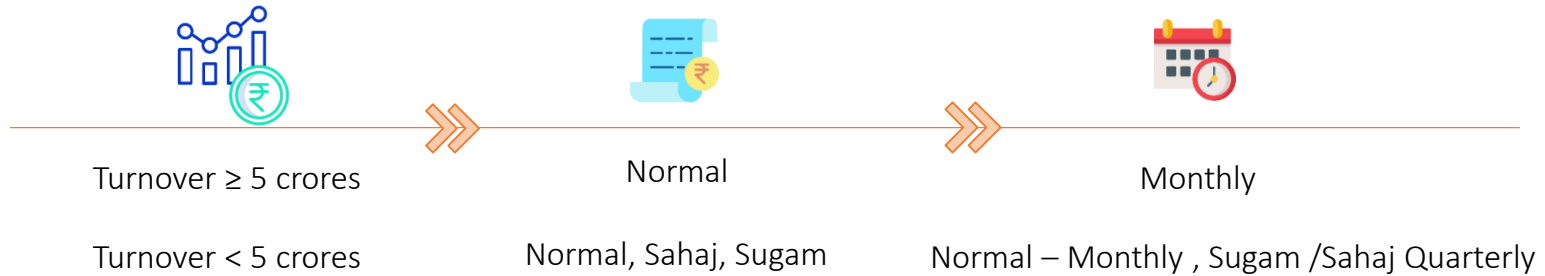 Turnover ≥ 5 crores
Normal
Monthly
Turnover < 5 crores
Normal, Sahaj, Sugam
Normal – Monthly , Sugam /Sahaj Quarterly